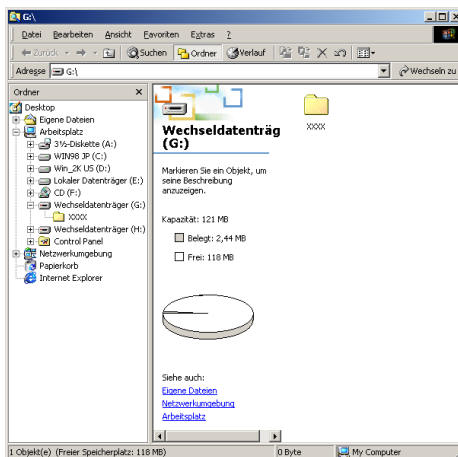 G:\
Datei Bearbeiten Ansicht Favoriten Extras ?
Zurück Suchen Ordner Verlauf
Adresse G:\ Wechseln zu
Ordner
Desktop
Eigene Dateien
Arbeitsplatz
3½-Diskette (A:)
WIN98 JP (C:)
Win_2K US (D:)
Lokaler Datenträger (E:)
CD (F:)
Wechseldatenträger (G:)
XXXX
Wechseldatenträger (H:)
Control Panel
Netzwerkumgebung
Papierkorb
Internet Explorer
Wechseldatenträg
(G:)
Markieren Sie ein Objekt, um
seine Beschreibung
anzuzeigen.
Kapazität: 121 MB
Belegt: 2,44 MB
Frei: 118 MB
Siehe auch:
Eigene Dateien
Netzwerkumgebung
Arbeitsplatz
XXXX
1 Objekt(e) (Freier Speicherplatz: 118 MB) 0 Byte My Computer